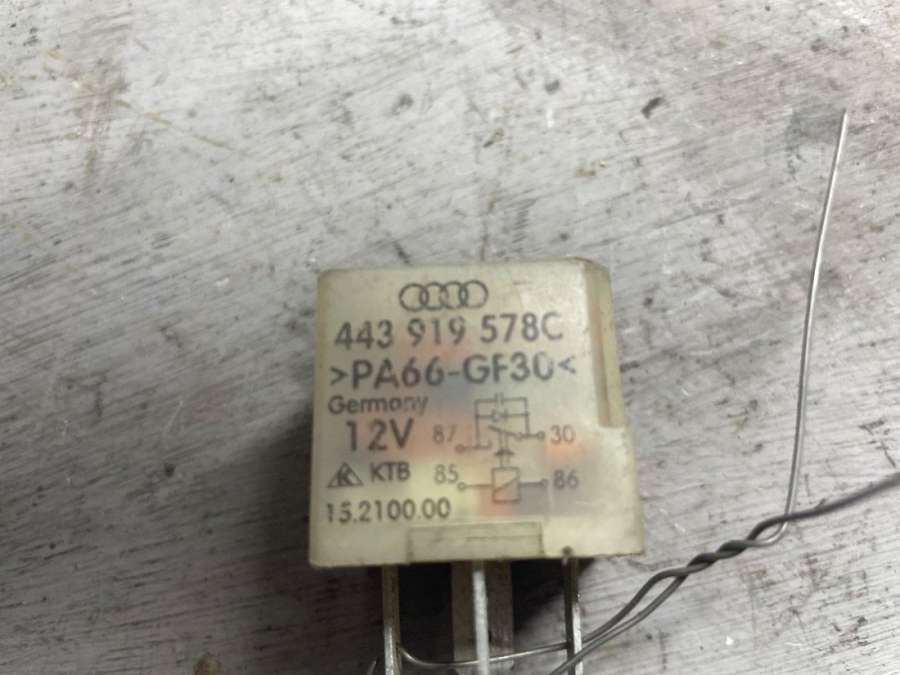 443 919 578C
>PA66-GF30<
Germany
12V 87 30
KTB 85 86
15.2100.00